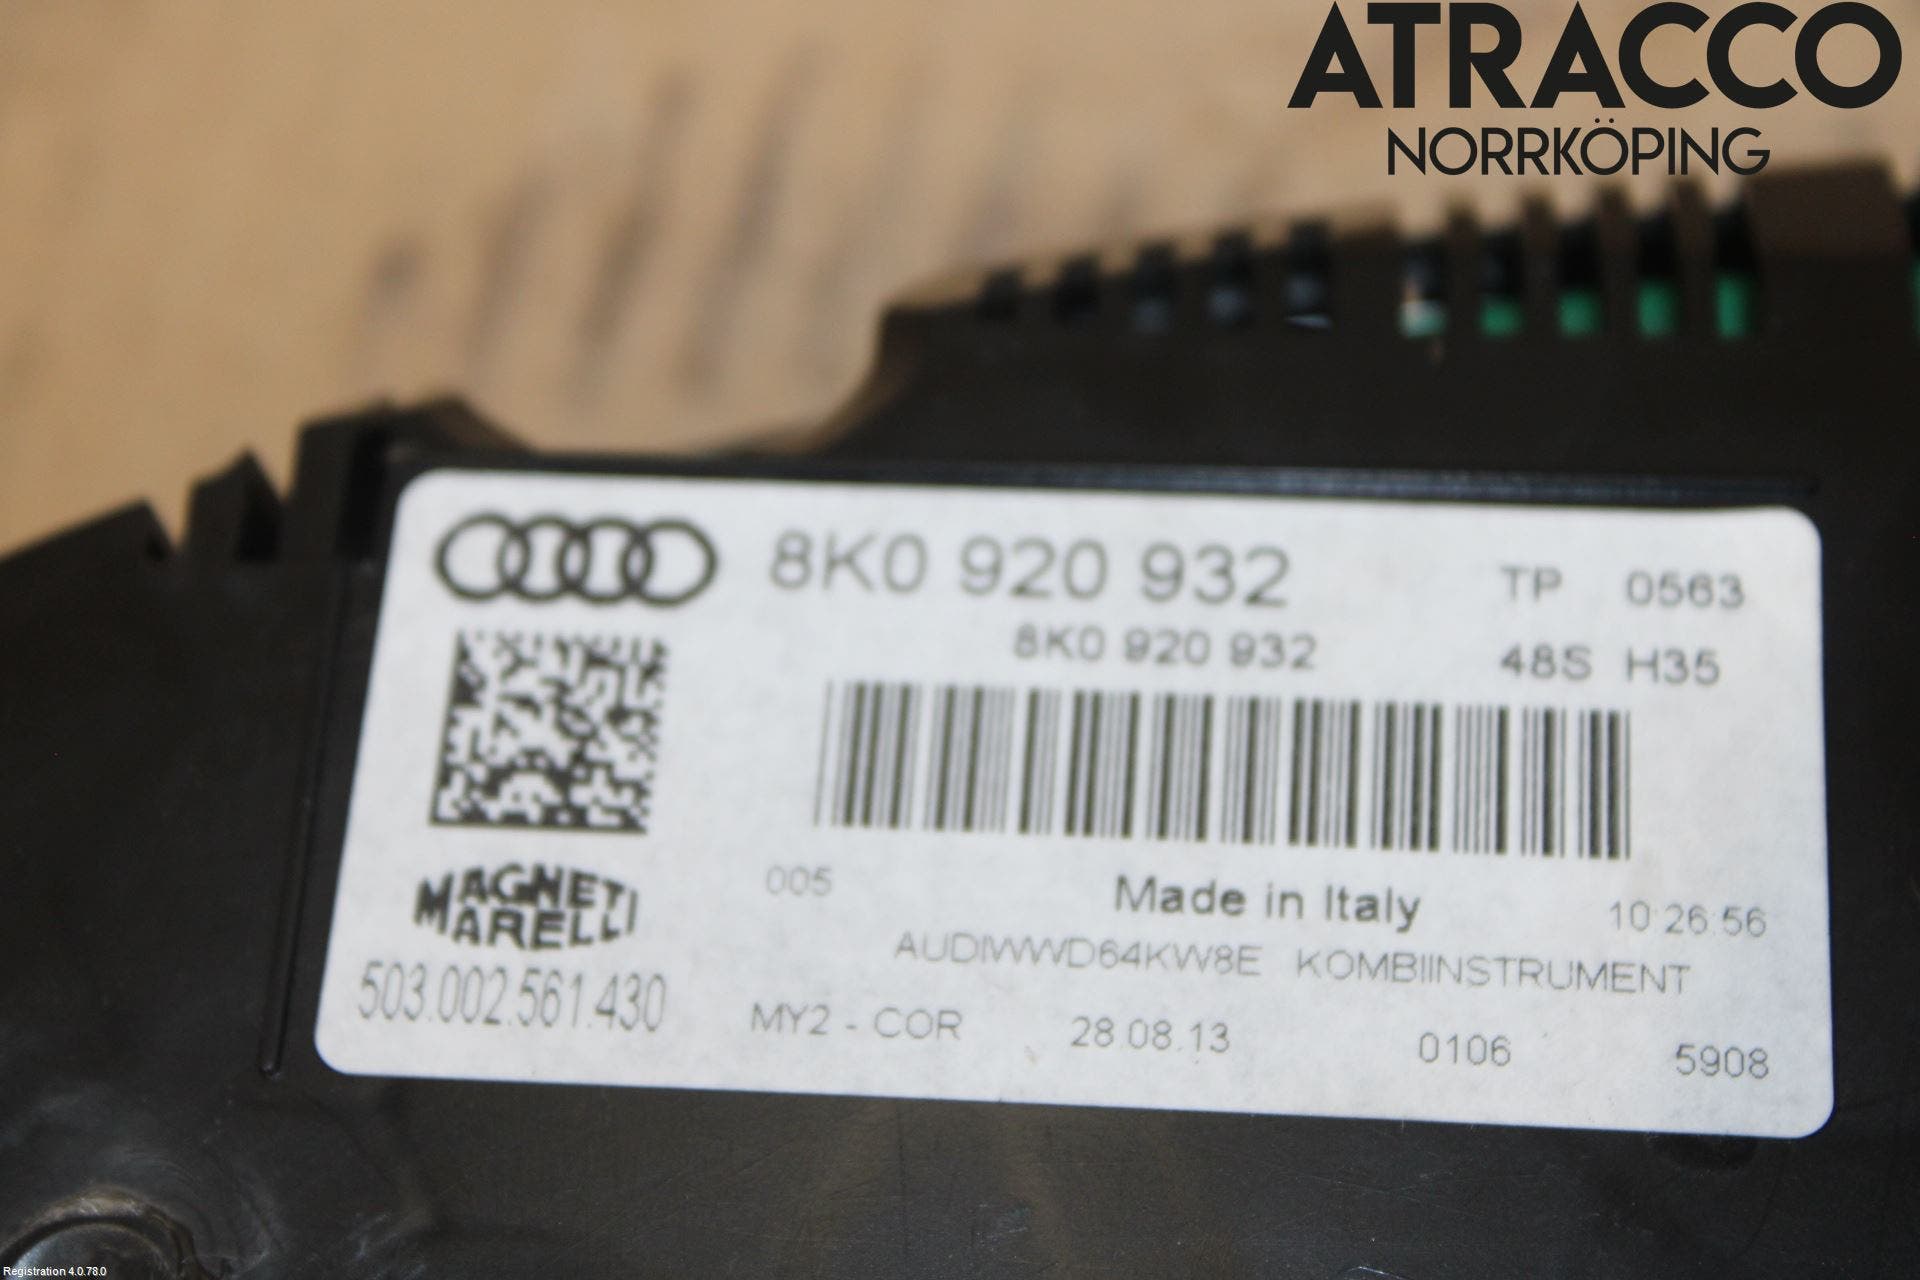 ATRACCO
NORRKÖPING
8K0 920 932
TP 0563
8K0 920 932
48S H35
005
Made in Italy
10:26:56
MAGNETI
MARELLI
AUDIWWD64KW8E KOMBIINSTRUMENT
503.002.561.430
MY2 - COR
28.08.13
0106
5908
Registration 4.0.78.0